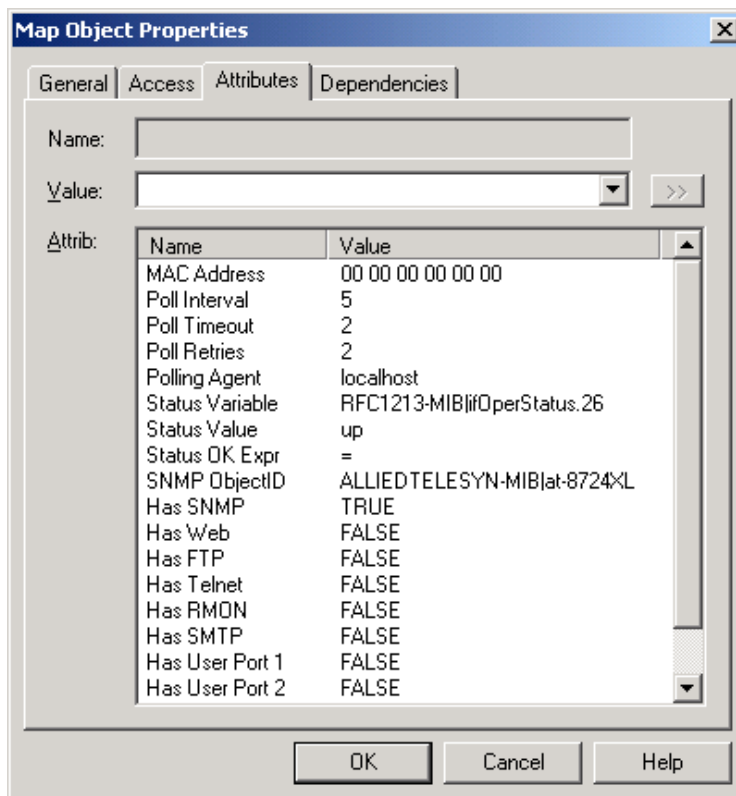 Map Object Properties
General Access Attributes Dependencies
Name:
Value: >>
Attrib: Name Value
MAC Address 00 00 00 00 00 00
Poll Interval 5
Poll Timeout 2
Poll Retries 2
Polling Agent localhost
Status Variable RFC1213-MIB|ifOperStatus.26
Status Value up
Status OK Expr =
SNMP ObjectID ALLIEDTELESYN-MIB|at-8724XL
Has SNMP TRUE
Has Web FALSE
Has FTP FALSE
Has Telnet FALSE
Has RMON FALSE
Has SMTP FALSE
Has User Port 1 FALSE
Has User Port 2 FALSE
OK Cancel Help